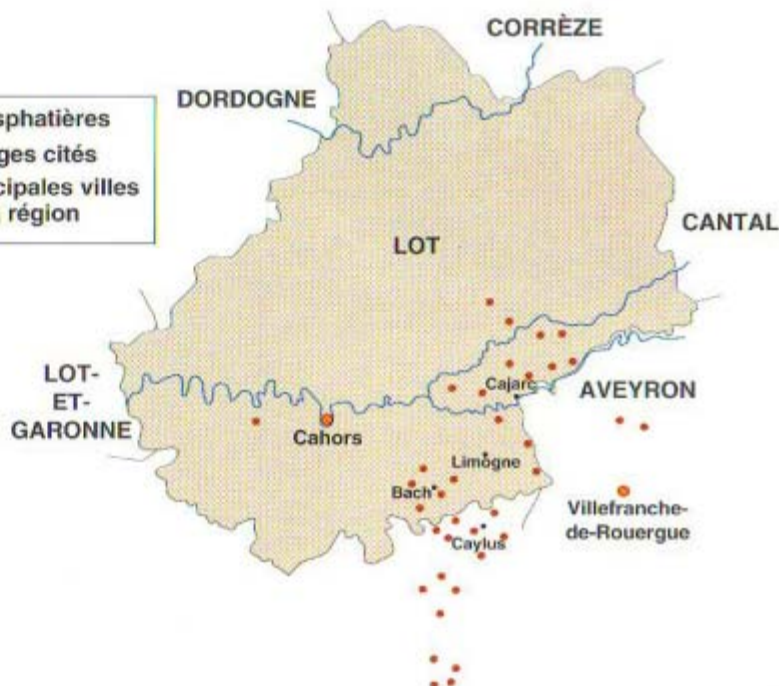 CORRÈZE
DORDOGNE
sphatières
ges cités
cipales villes
région
CANTAL
LOT
LOT-
ET-
GARONNE
Cajarc
AVEYRON
Cahors
Limogne
Bach
Villefranche-
de-Rouergue
Caylus